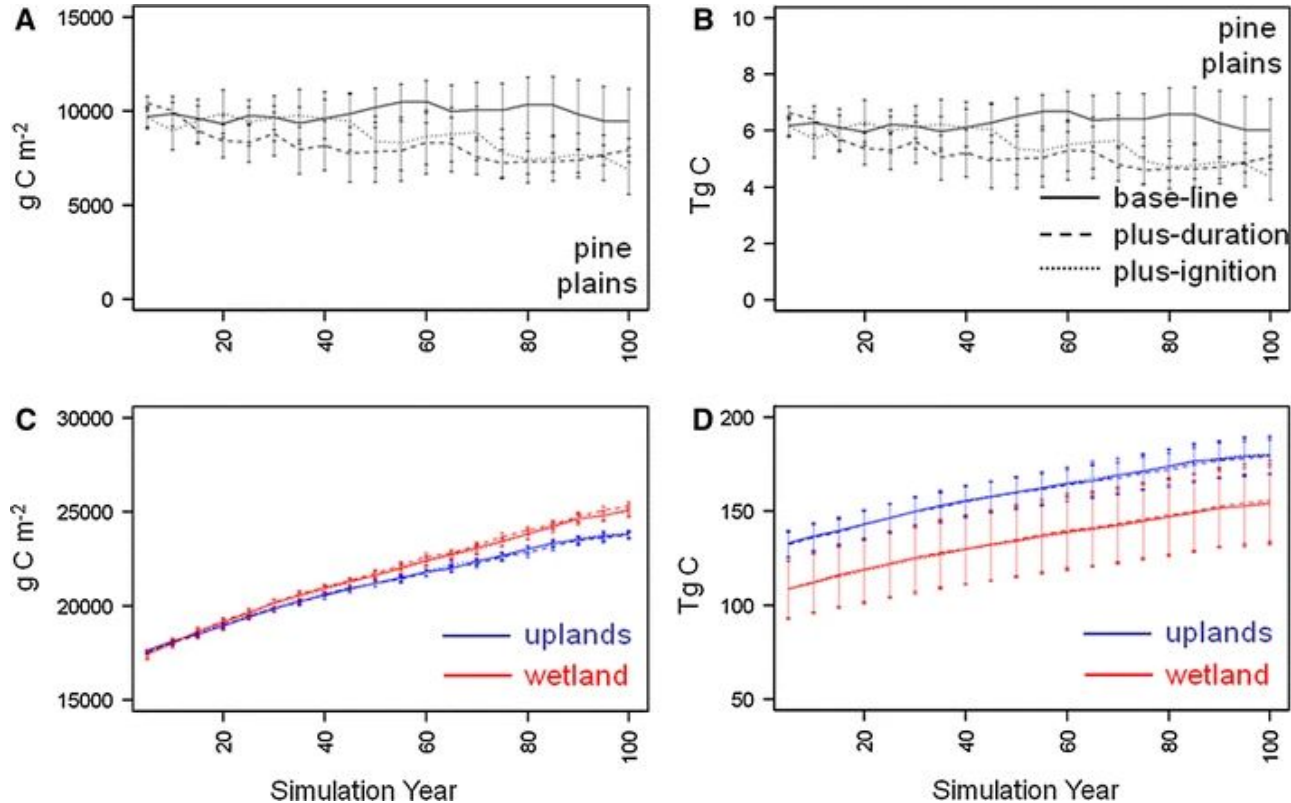 A
15000
10000
5000
0
g C m-2
pine
plains
20
40
60
80
100
B
10
8
6
4
2
0
Tg C
pine
plains
base-line
plus-duration
plus-ignition
20
40
60
80
100
C
30000
25000
20000
15000
g C m-2
uplands
wetland
20
40
60
80
100
Simulation Year
D
200
150
100
50
Tg C
uplands
wetland
20
40
60
80
100
Simulation Year